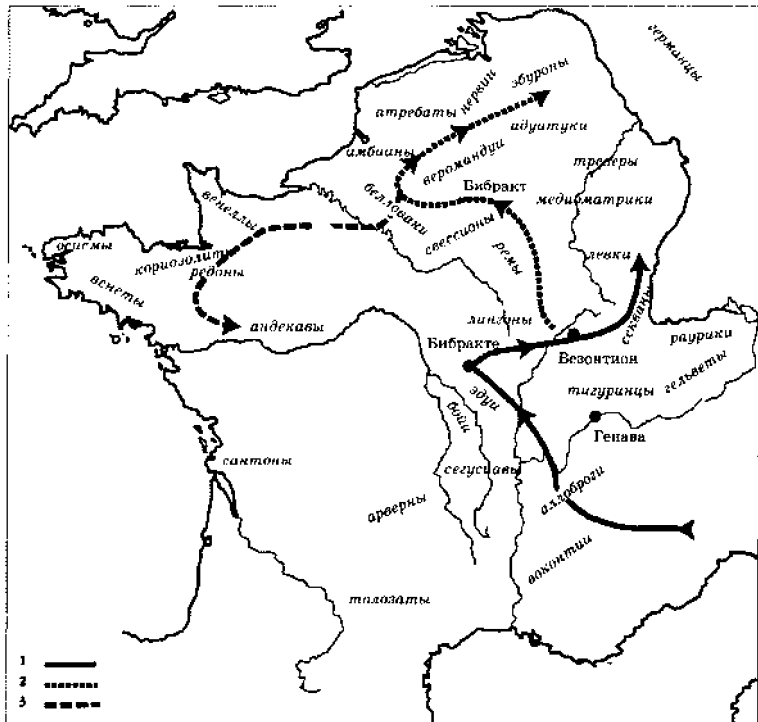 германцы
эбуроны
нервии
атребаты
адуатуки
амбианы
веромандуи
треверы
Бибракт
медиоматрики
белловаки
венеллы
свессионы
ремы
левки
осисмы
кориозолит
редоны
венеты
секваны
лингоны
андекавы
Бибракте
Везонтион
раурики
гельветы
тигуринцы
эдуи
бойи
Генава
сантоны
сегусиавы
арверны
аллоброги
воконтии
толозаты
1
2
3